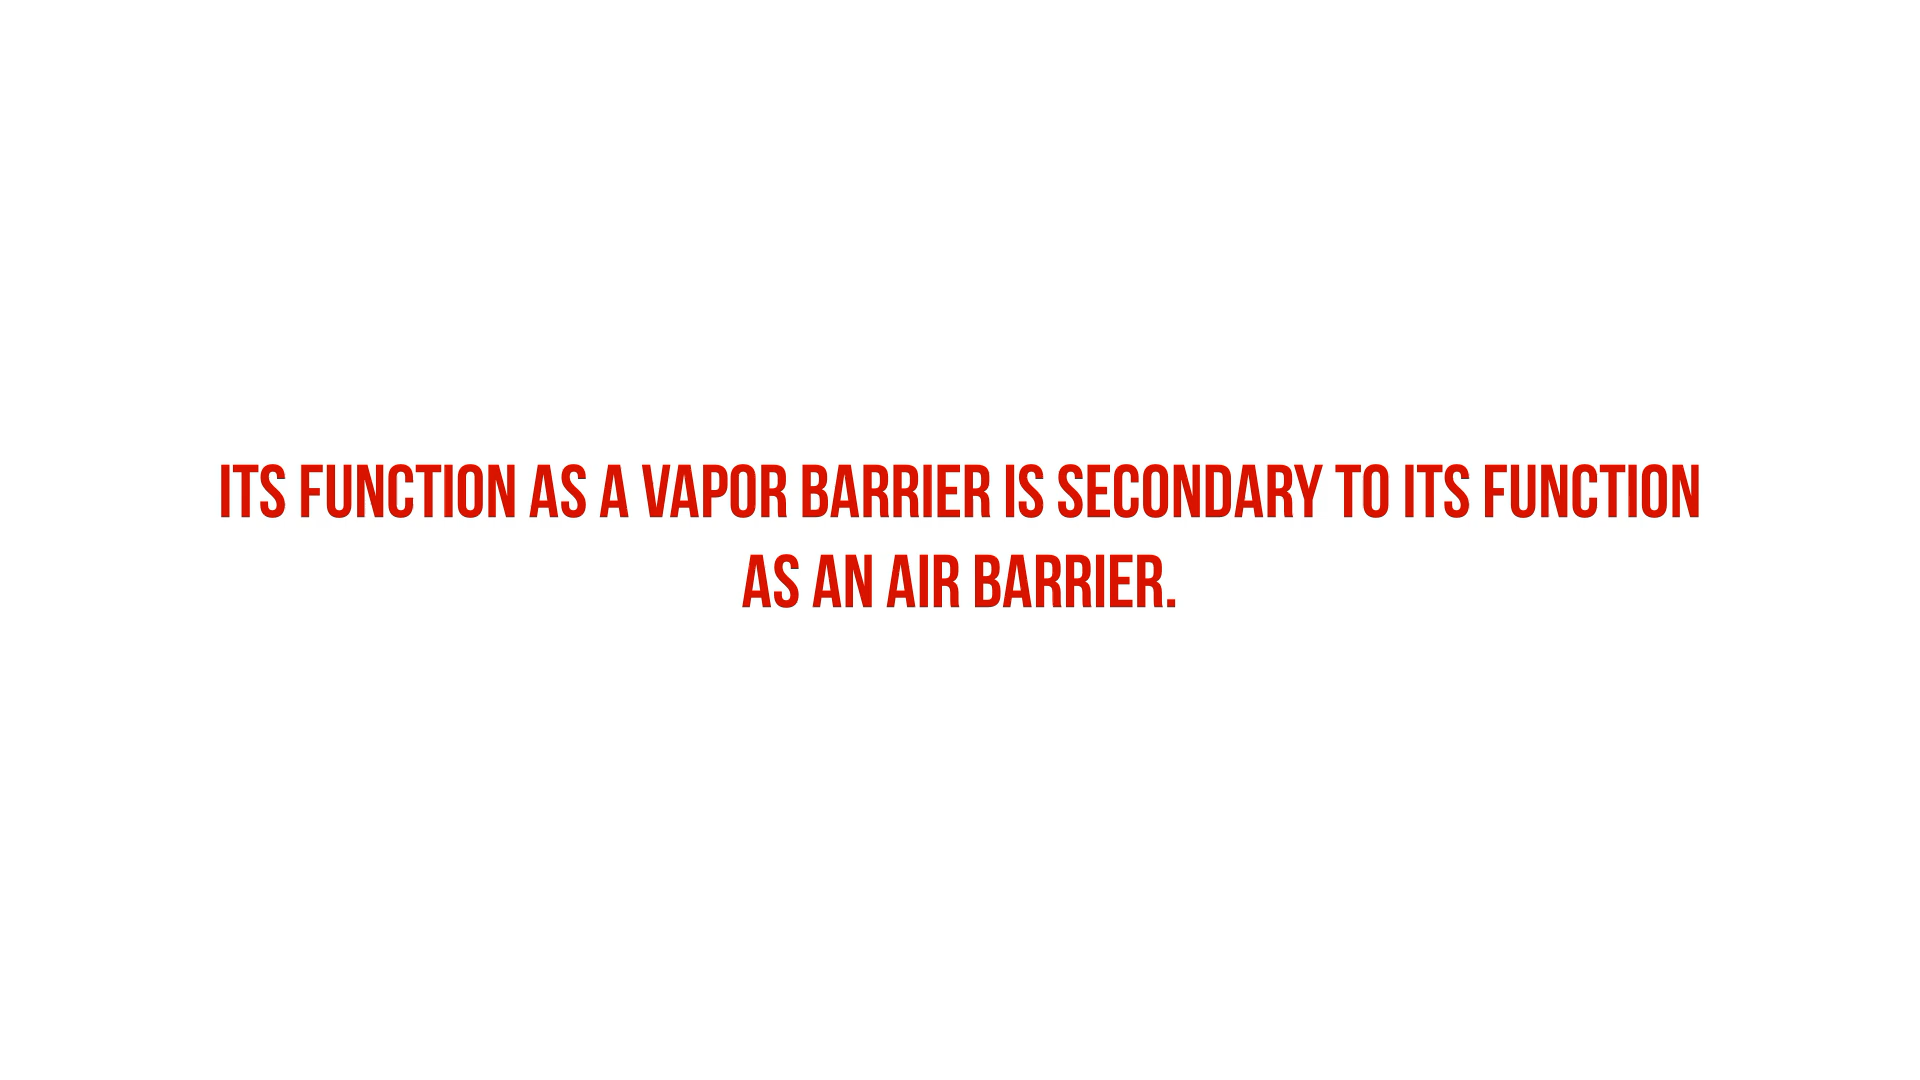 ITS FUNCTION AS A VAPOR BARRIER IS SECONDARY TO ITS FUNCTION
AS AN AIR BARRIER.